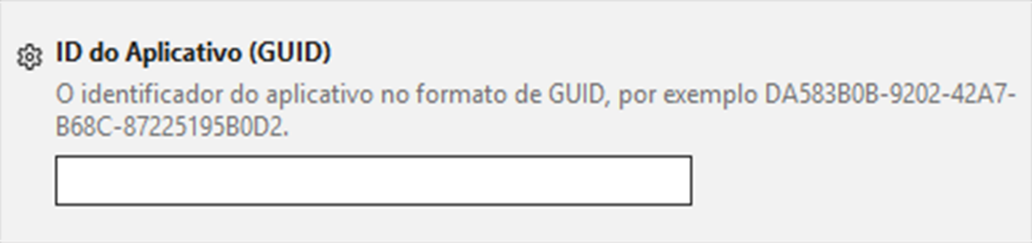 ID do Aplicativo (GUID)
O identificador do aplicativo no formato de GUID, por exemplo DA583B0B-9202-42A7-
B68C-87225195B0D2.